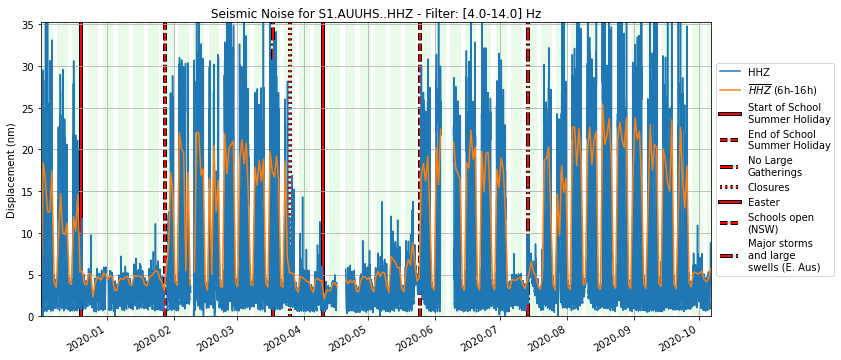 Seismic Noise for S1.AUUHS..HHZ - Filter: [4.0-14.0] Hz
Displacement (nm)
35
30
25
20
15
10
5
0
2020-01
2020-02
2020-03
2020-04
2020-05
2020-06
2020-07
2020-08
2020-09
2020-10
HHZ
HHZ (6h-16h)
Start of School
Summer Holiday
End of School
Summer Holiday
No Large
Gatherings
Closures
Easter
Schools open
(NSW)
Major storms
and large
swells (E. Aus)